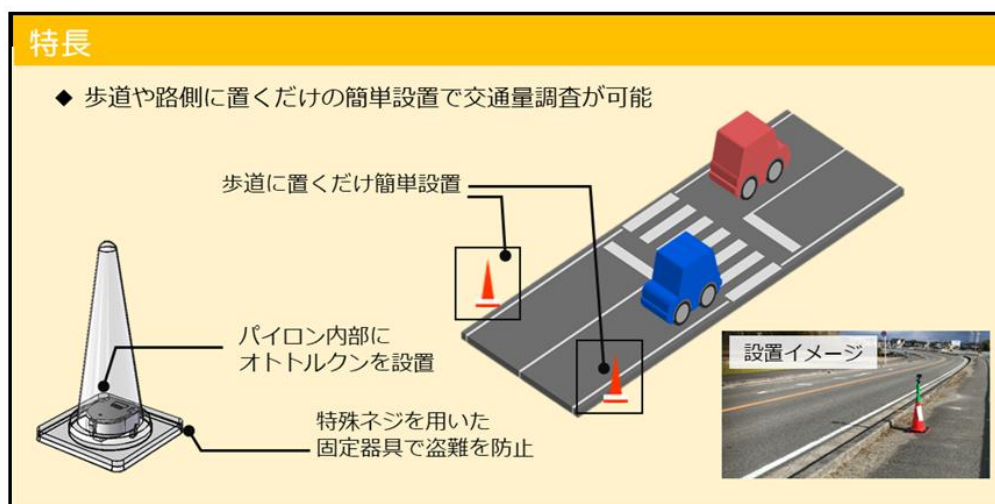 特長
◆ 歩道や路側に置くだけの簡単設置で交通量調査が可能
歩道に置くだけ簡単設置
パイロン内部に
オトトルクンを設置
特殊ネジを用いた
固定器具で盗難を防止
設置イメージ